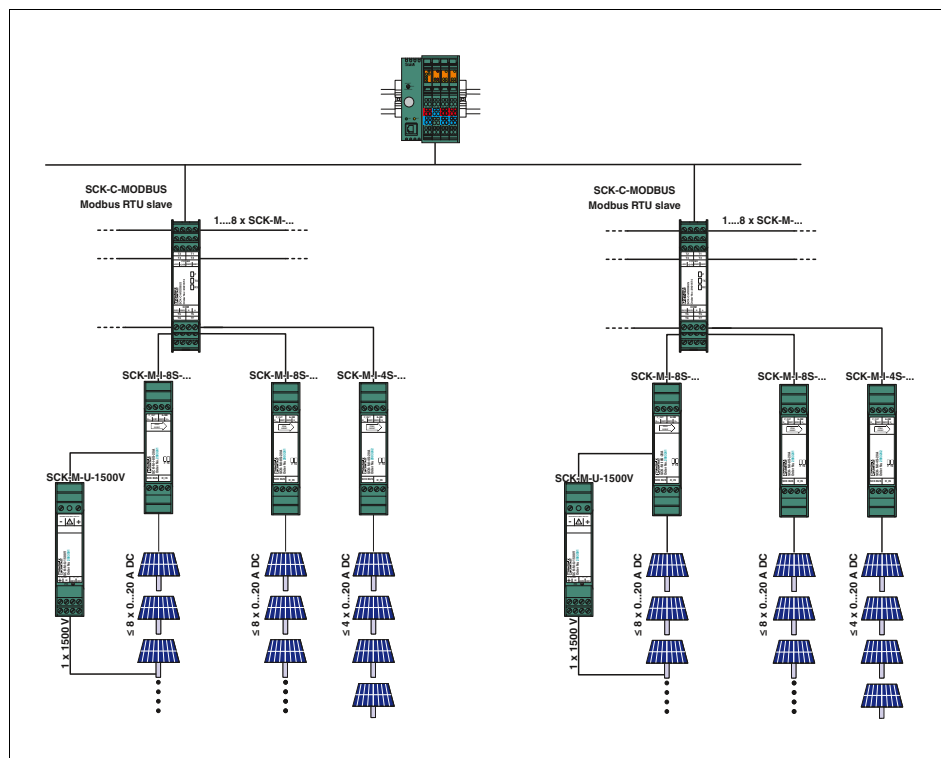 SCK-C-MODBUS
Modbus RTU slave
1....8 x SCK-M-...
SCK-C-MODBUS
Modbus RTU slave
1....8 x SCK-M-...
SCK-M-I-8S-...
SCK-M-I-8S-...
SCK-M-I-4S-...
SCK-M-I-8S-...
SCK-M-I-8S-...
SCK-M-I-4S-...
SCK-M-U-1500V
SCK-M-U-1500V
1 x 1500 V
≤ 8 x 0...20 A DC
≤ 8 x 0...20 A DC
≤ 4 x 0...20 A DC
1 x 1500 V
≤ 8 x 0...20 A DC
≤ 8 x 0...20 A DC
≤ 4 x 0...20 A DC